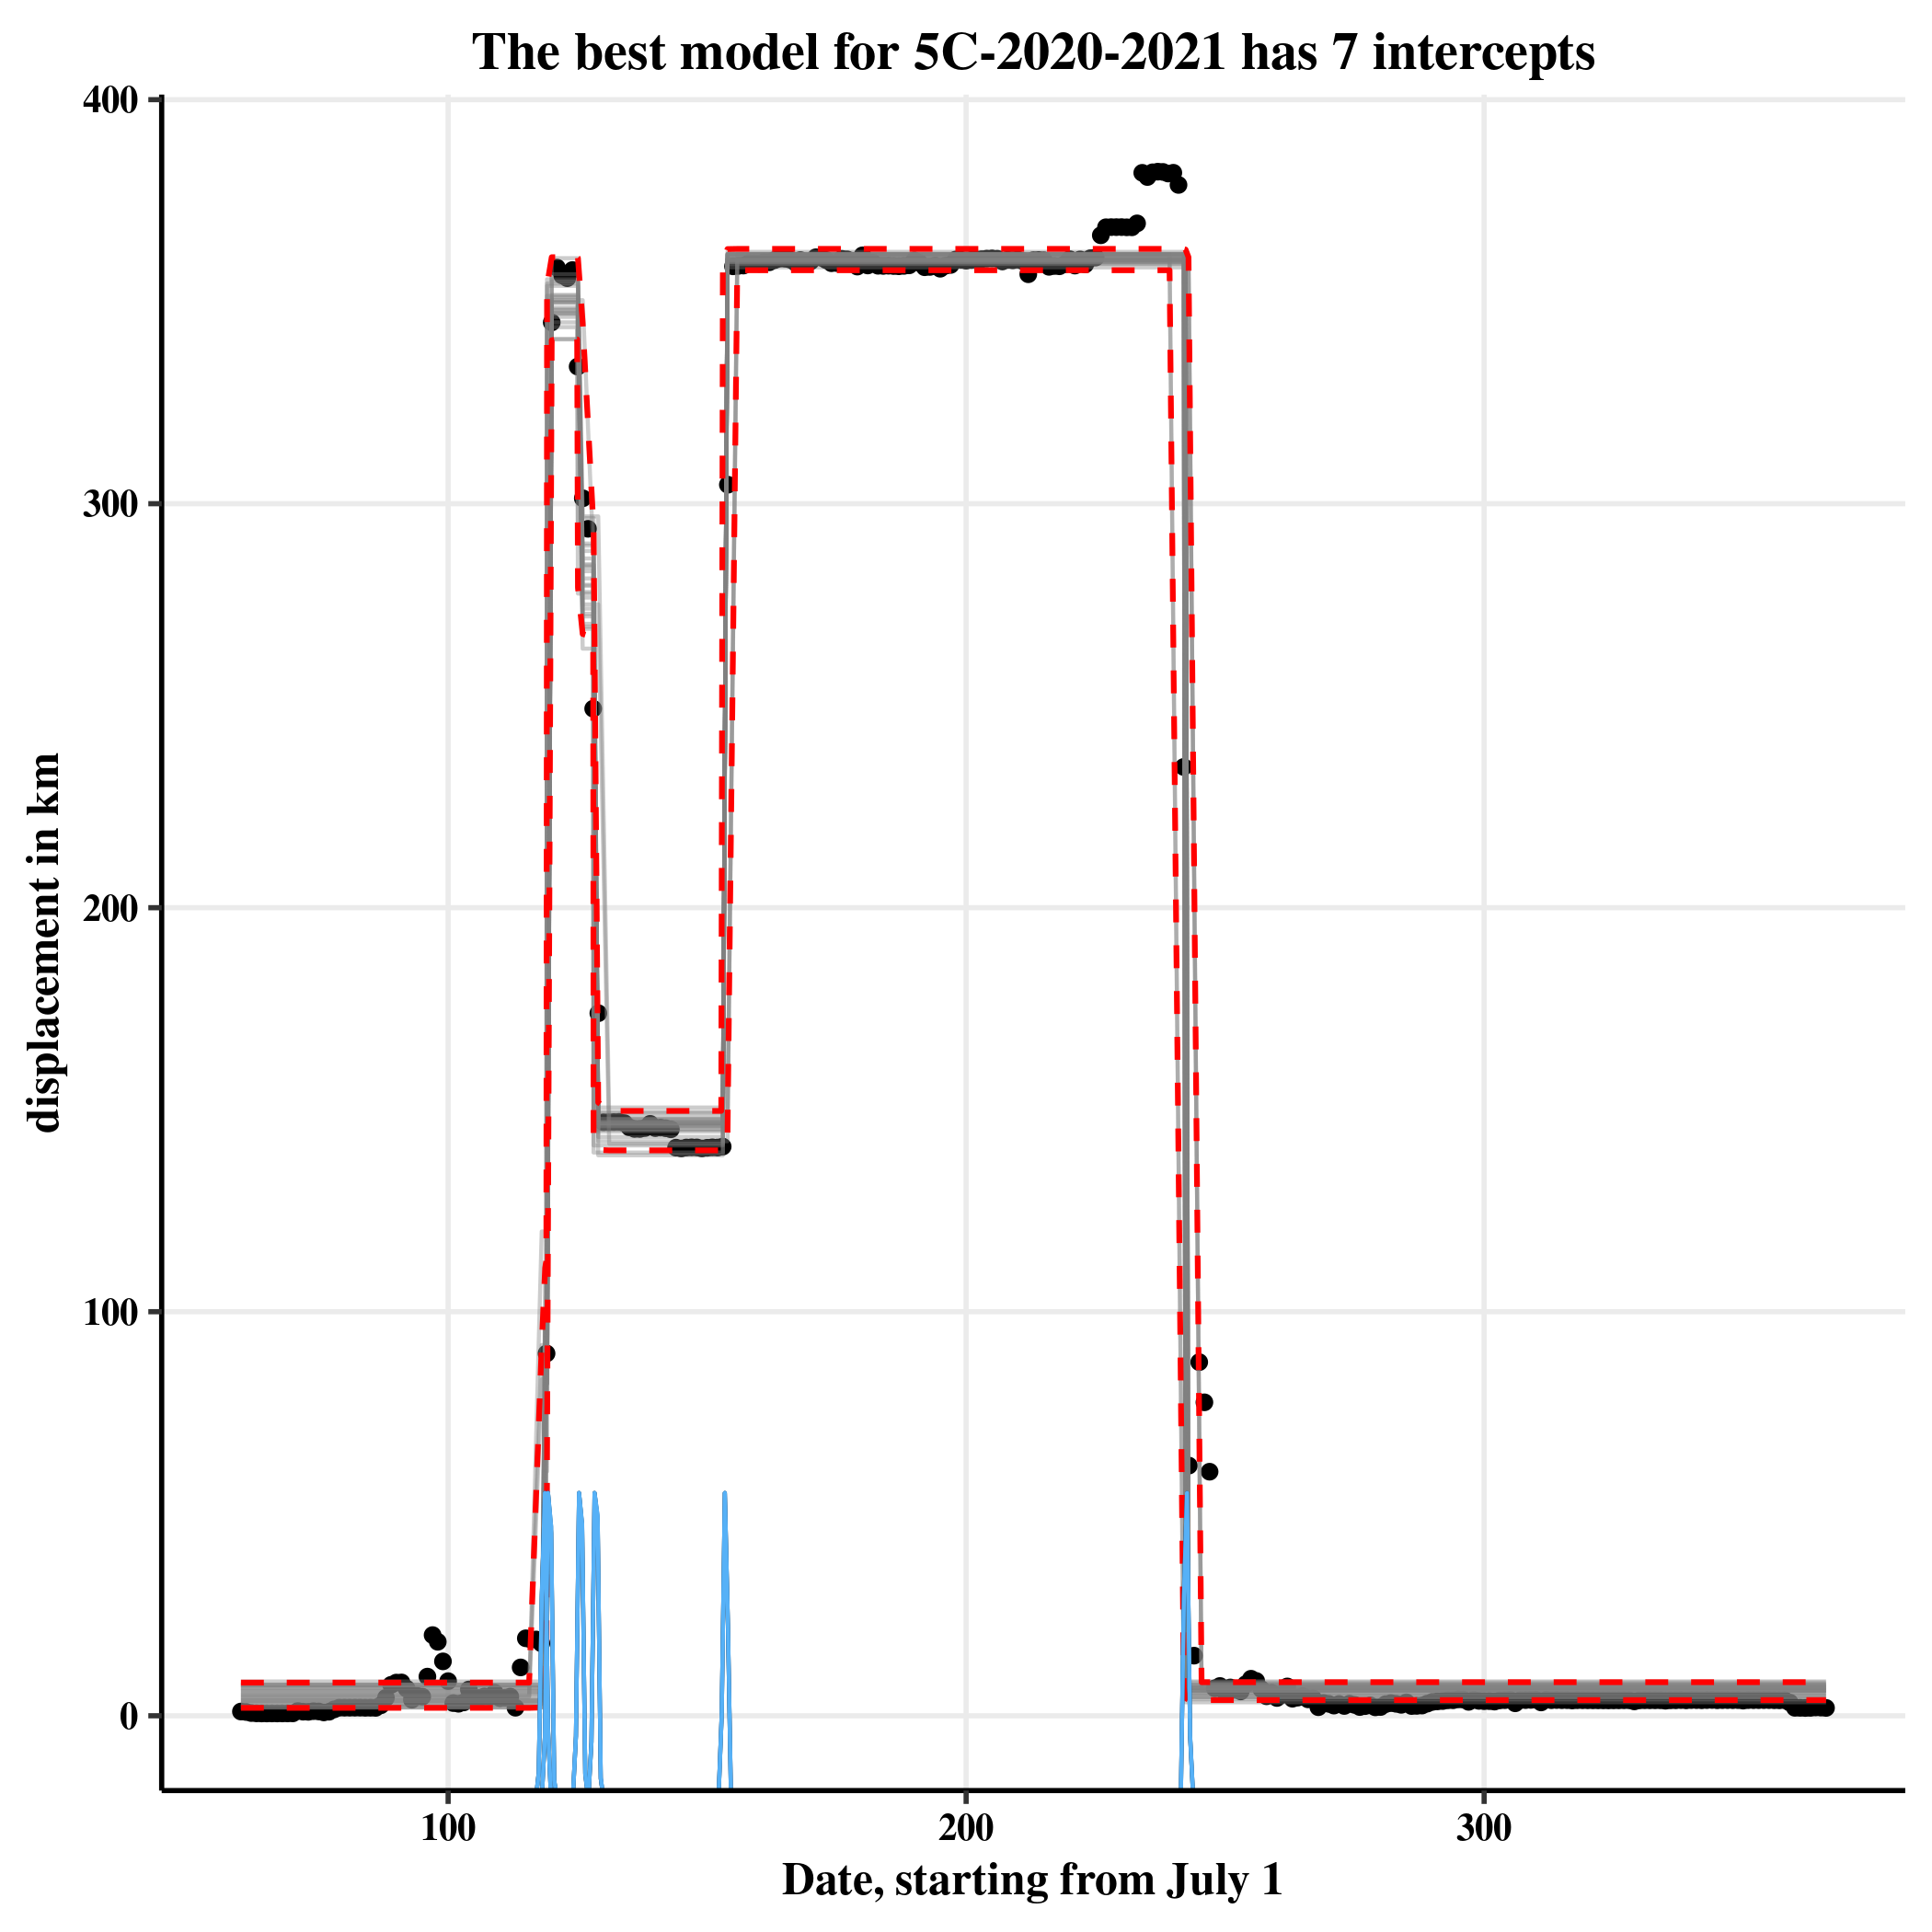 The best model for 5C-2020-2021 has 7 intercepts
400
300
200
100
0
displacement in km
100
200
300
Date, starting from July 1